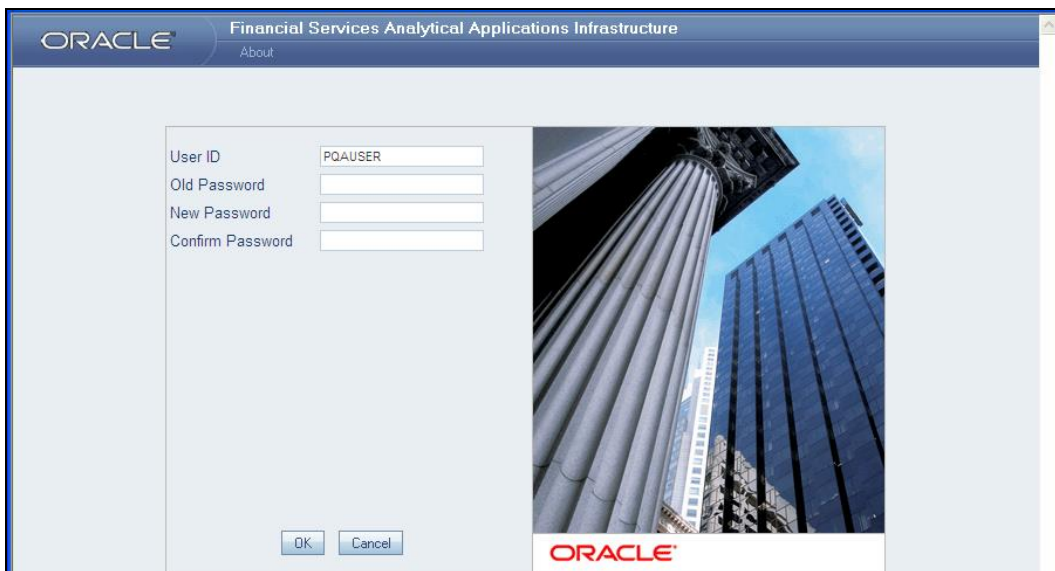 ORACLE
Financial Services Analytical Applications Infrastructure
About
User ID PQAUSER
Old Password
New Password
Confirm Password
OK Cancel
ORACLE